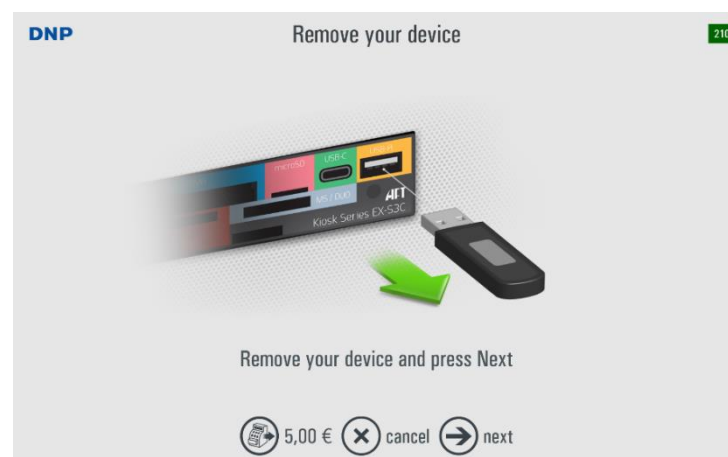 DNP
Remove your device
210
microSD
USB-C
USB-A
MS / DUO
AFT
Kiosk Series EX-S3C
Remove your device and press Next
5,00 €
cancel
next